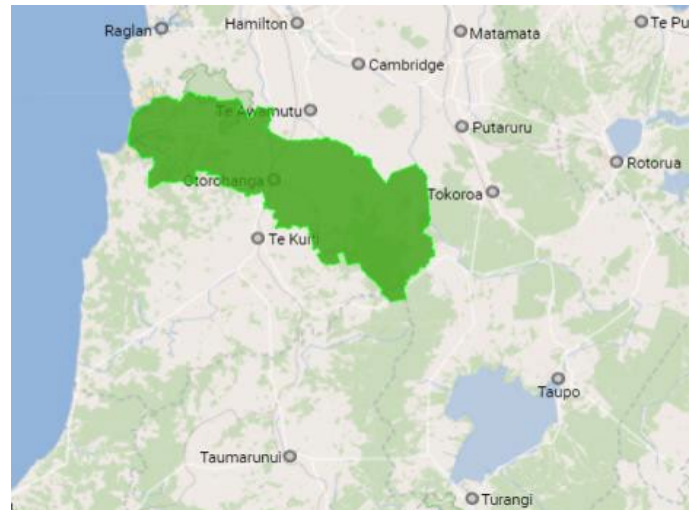 Hamilton
Raglan
Matamata
Te Pu
Cambridge
Te Awamutu
Putaruru
Rotorua
Otorohanga
Tokoroa
Te Kuiti
Taupo
Taumarunui
Turangi